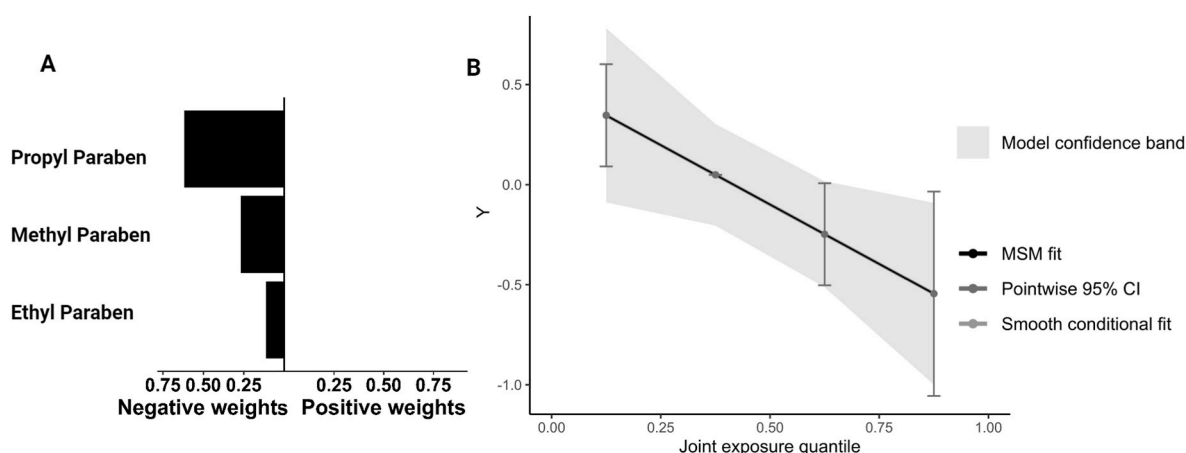 A
Propyl Paraben
Methyl Paraben
Ethyl Paraben
0.75 0.50 0.25 0.25 0.50 0.75
Negative weights Positive weights
B
0.5
0.0
-0.5
-1.0
Y
0.00 0.25 0.50 0.75 1.00
Joint exposure quantile
Model confidence band
MSM fit
Pointwise 95% CI
Smooth conditional fit